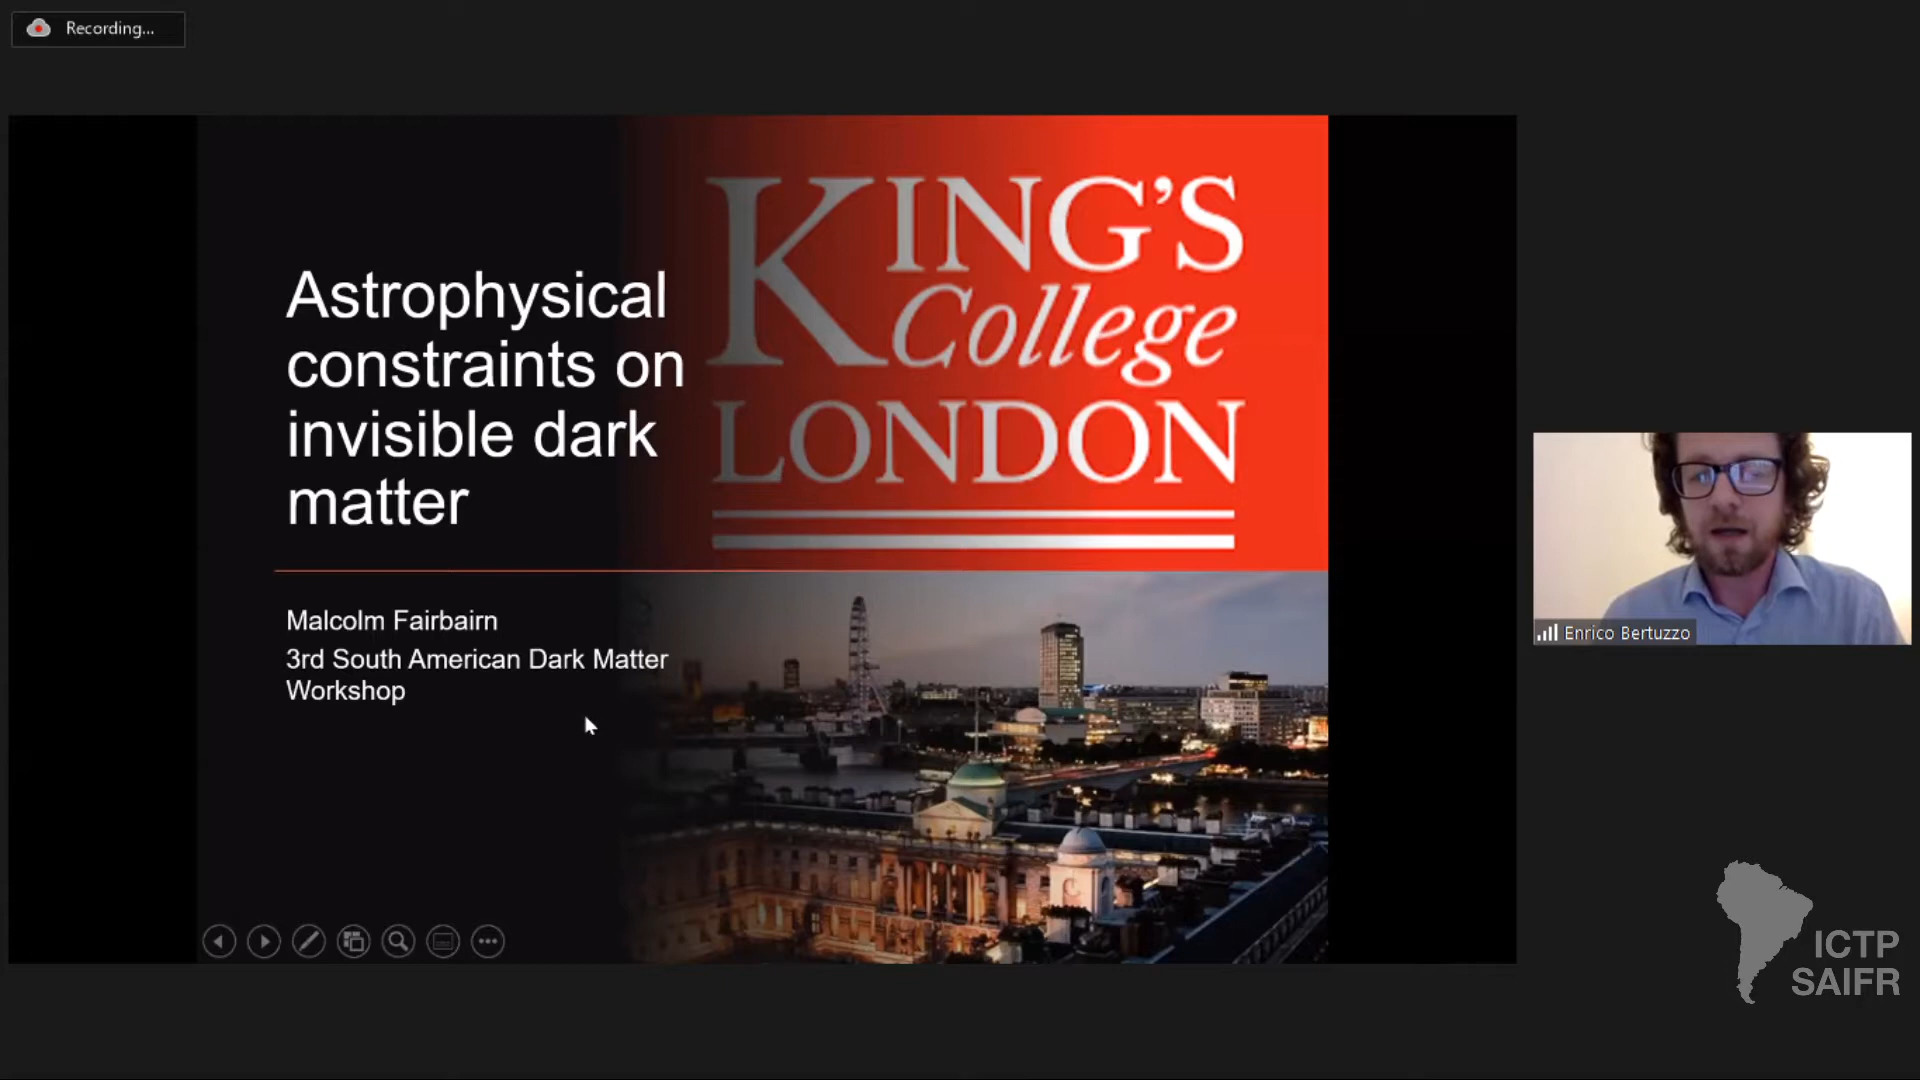 Recording...
KING'S
College
LONDON
Astrophysical
constraints on
invisible dark
matter
Malcolm Fairbairn
3rd South American Dark Matter
Workshop
Enrico Bertuzzo
ICTP
SAIFR